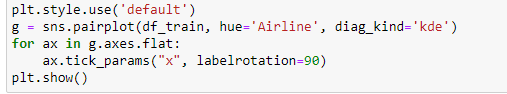 plt.style.use('default')
g = sns.pairplot(df_train, hue='Airline', diag_kind='kde')
for ax in g.axes.flat:
    ax.tick_params("x", labelrotation=90)
plt.show()